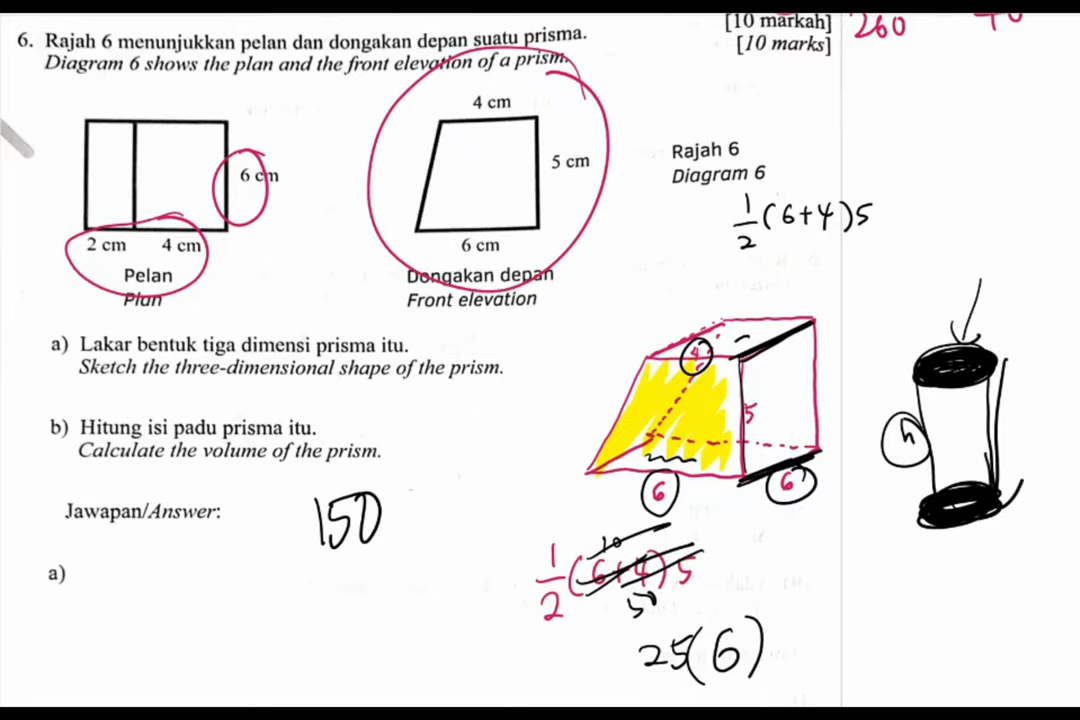 [10 markah]
[10 marks]
260
6. Rajah 6 menunjukkan pelan dan dongakan depan suatu prisma.
Diagram 6 shows the plan and the front elevation of a prism.
4 cm
6 cm
5 cm
Rajah 6
Diagram 6
1/2 (6+4)5
2 cm 4 cm
6 cm
Pelan
Plan
Dongakan depan
Front elevation
a) Lakar bentuk tiga dimensi prisma itu.
Sketch the three-dimensional shape of the prism.
4
5
6
6
h
b) Hitung isi padu prisma itu.
Calculate the volume of the prism.
Jawapan/Answer:
150
a)
1/2 (6+4)5
10
50
25(6)